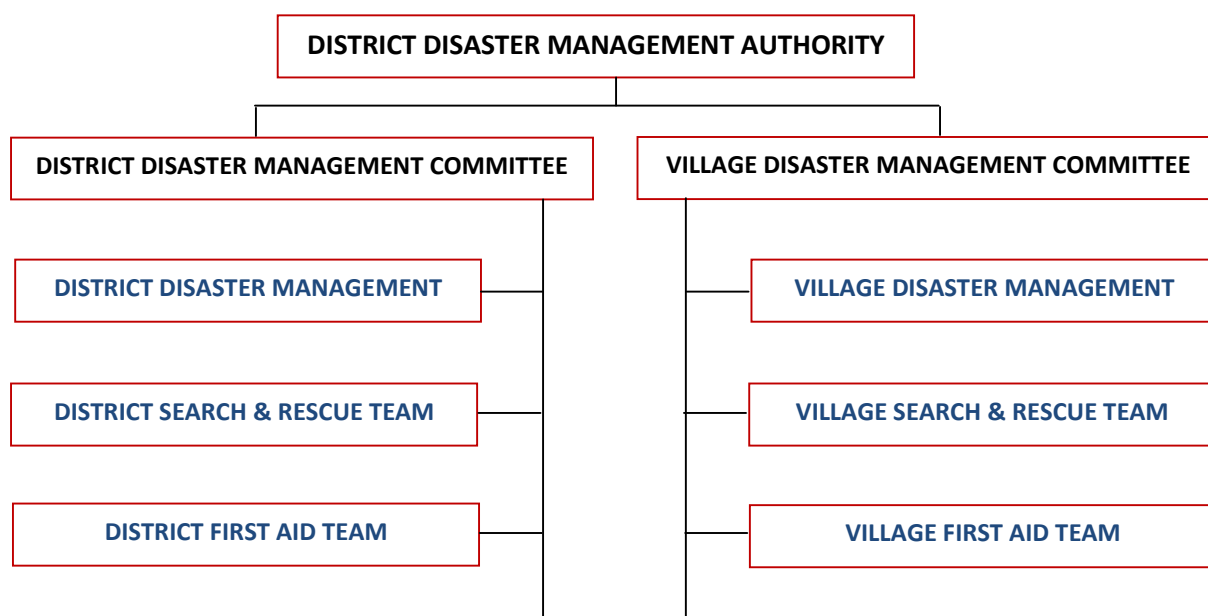 DISTRICT DISASTER MANAGEMENT AUTHORITY
DISTRICT DISASTER MANAGEMENT COMMITTEE
VILLAGE DISASTER MANAGEMENT COMMITTEE
DISTRICT DISASTER MANAGEMENT
VILLAGE DISASTER MANAGEMENT
DISTRICT SEARCH & RESCUE TEAM
VILLAGE SEARCH & RESCUE TEAM
DISTRICT FIRST AID TEAM
VILLAGE FIRST AID TEAM